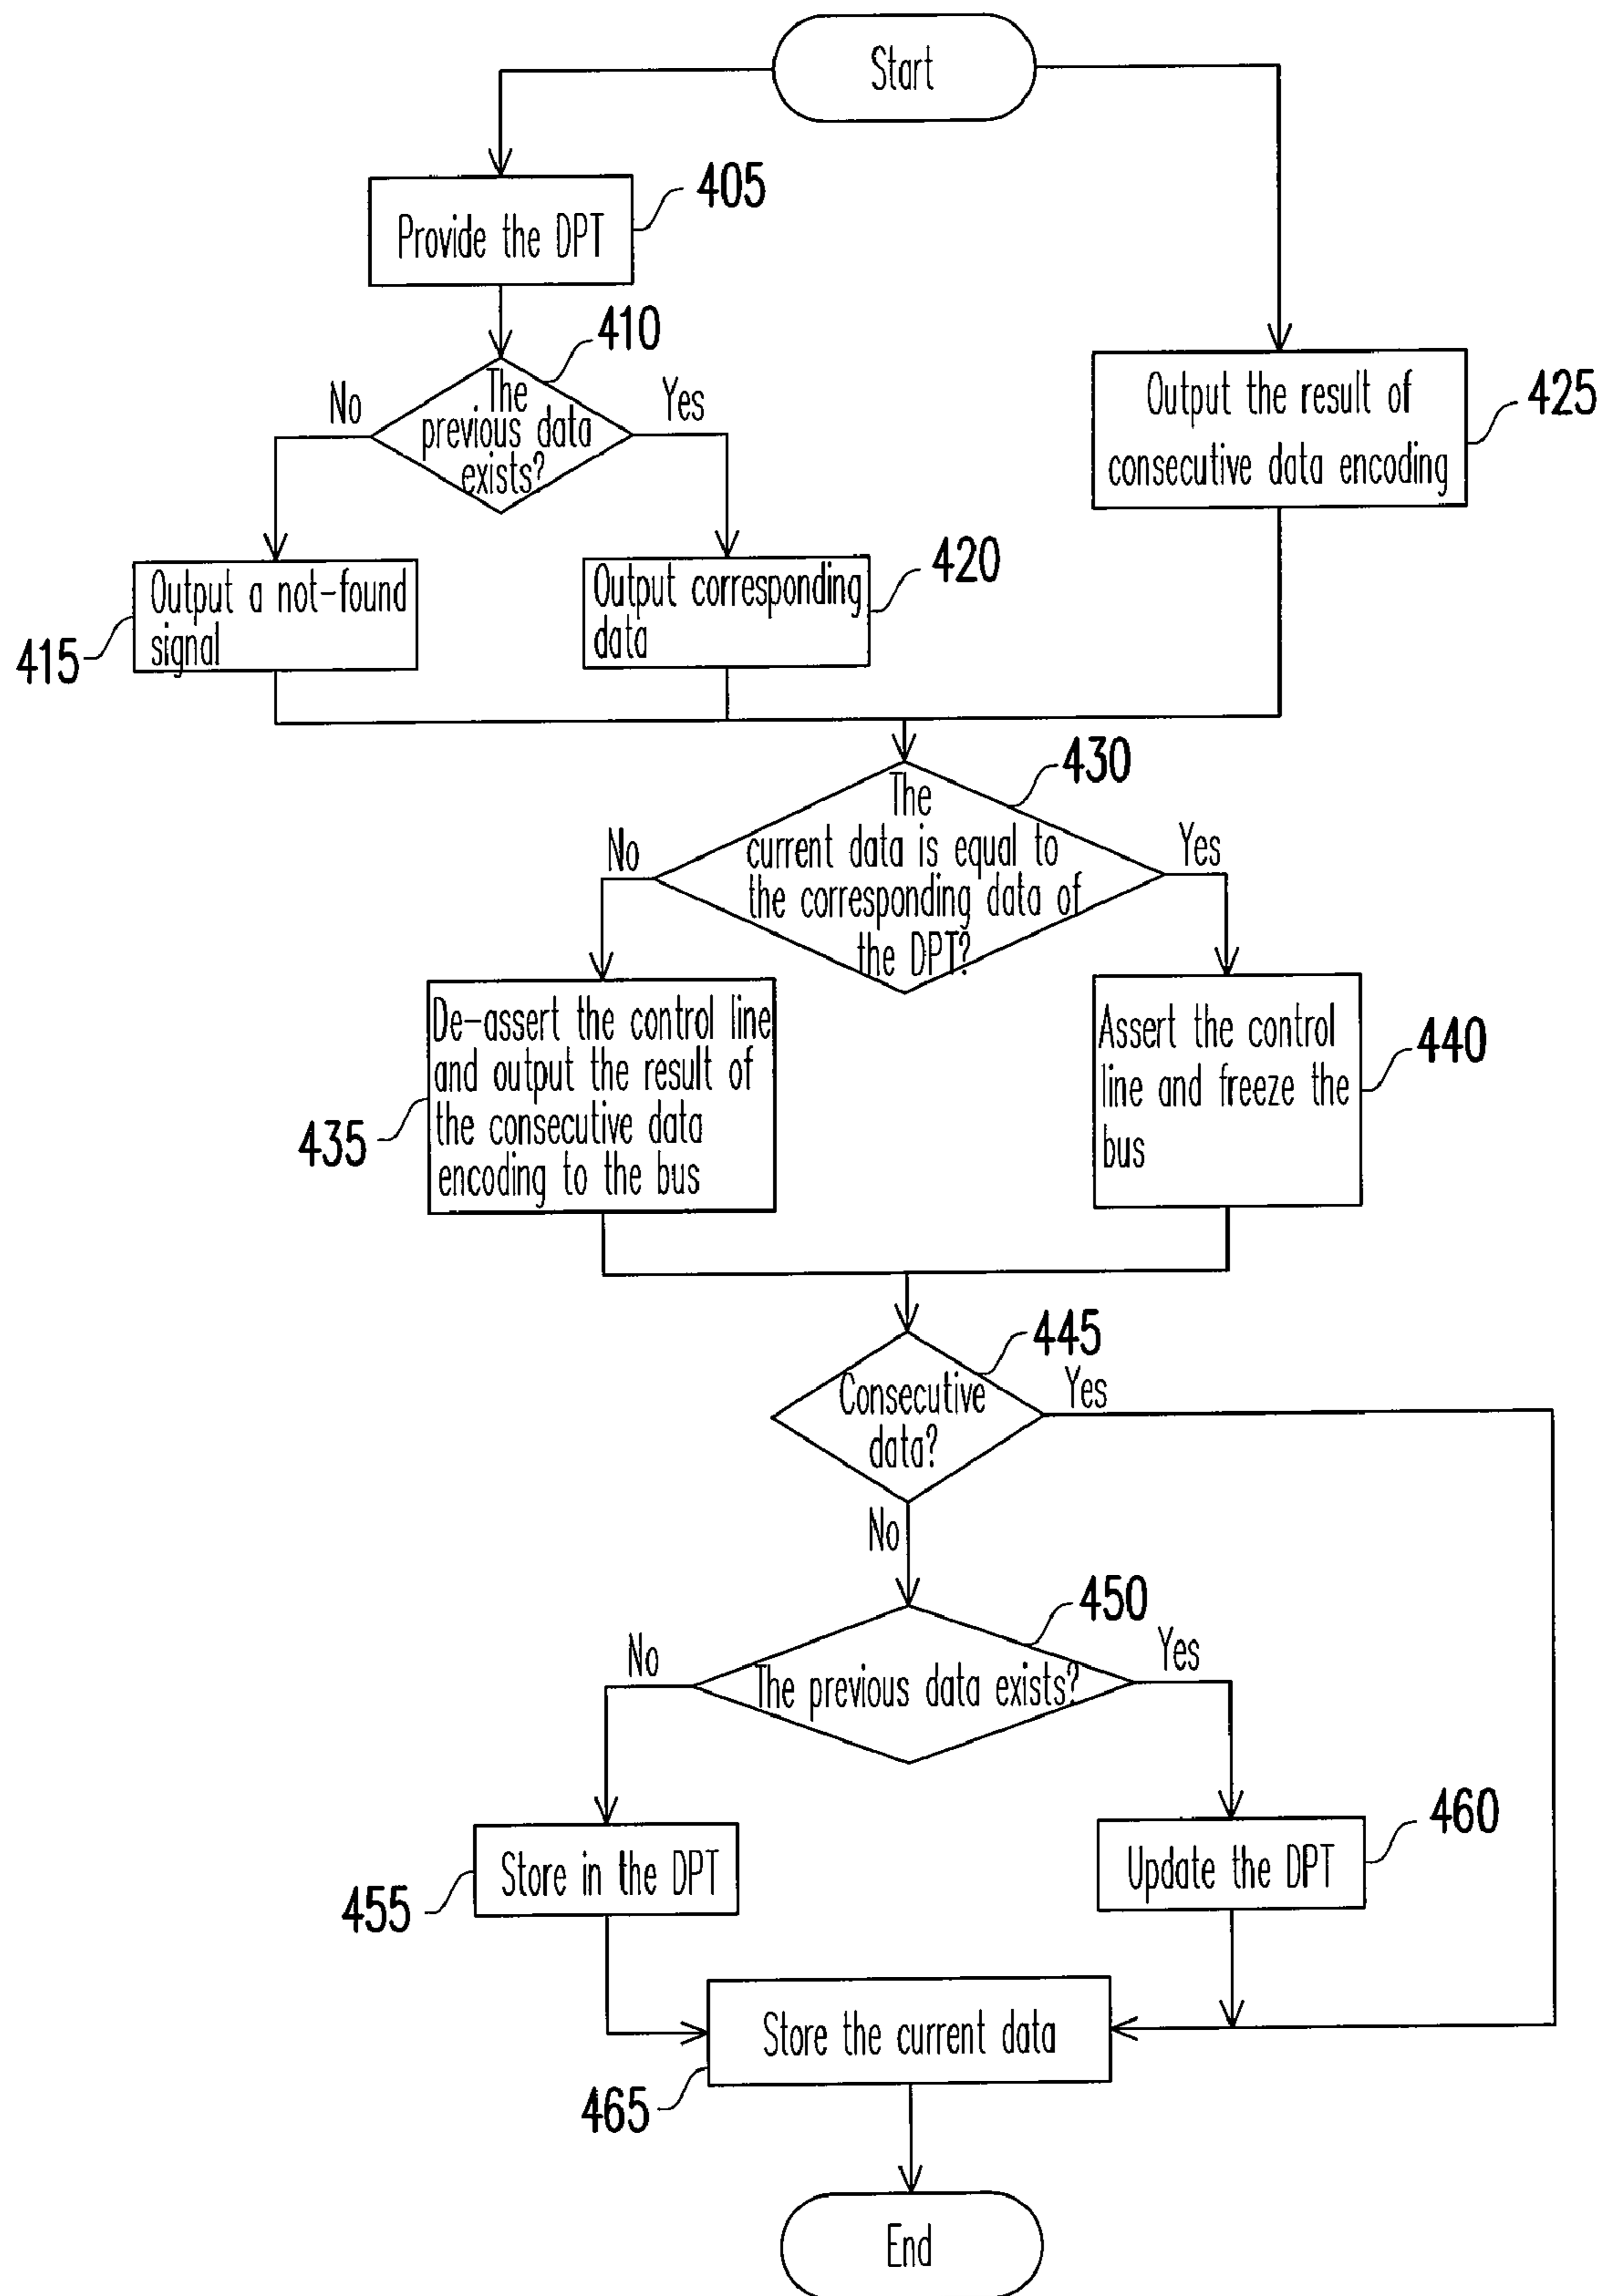 Start
405
Provide the DPT
410
No
The
previous data
exists?
Yes
Output the result of
consecutive data encoding
425
Output a not-found
signal
415
Output corresponding
data
420
430
No
The
current data is equal to
the corresponding data of
the DPT?
Yes
De-assert the control line
and output the result of
the consecutive data
encoding to the bus
435
Assert the control
line and freeze the
bus
440
445
Consecutive
data?
Yes
No
450
No
The previous data exists?
Yes
Store in the DPT
455
Update the DPT
460
Store the current data
465
End